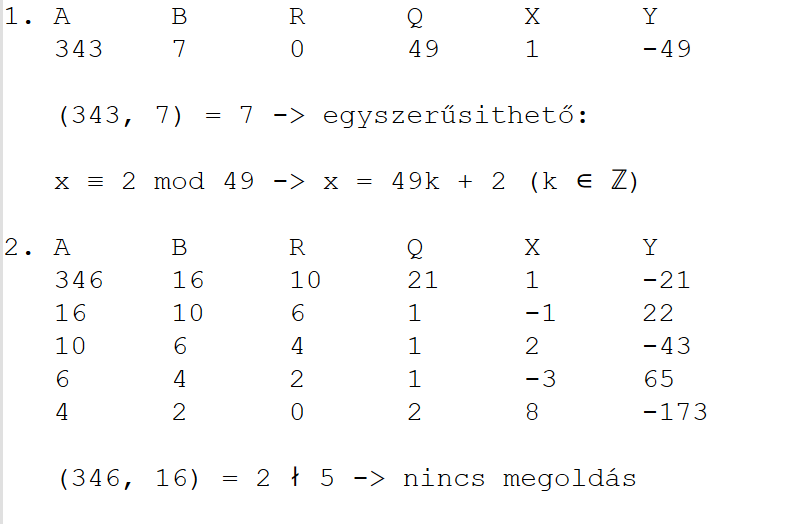 1. A B R Q X Y
343 7 0 49 1 -49
(343, 7) = 7 -> egyszerűsithető:
x ≡ 2 mod 49 -> x = 49k + 2 (k ∈ ℤ)
2. A B R Q X Y
346 16 10 21 1 -21
16 10 6 1 -1 22
10 6 4 1 2 -43
6 4 2 1 -3 65
4 2 0 2 8 -173
(346, 16) = 2 ł 5 -> nincs megoldás